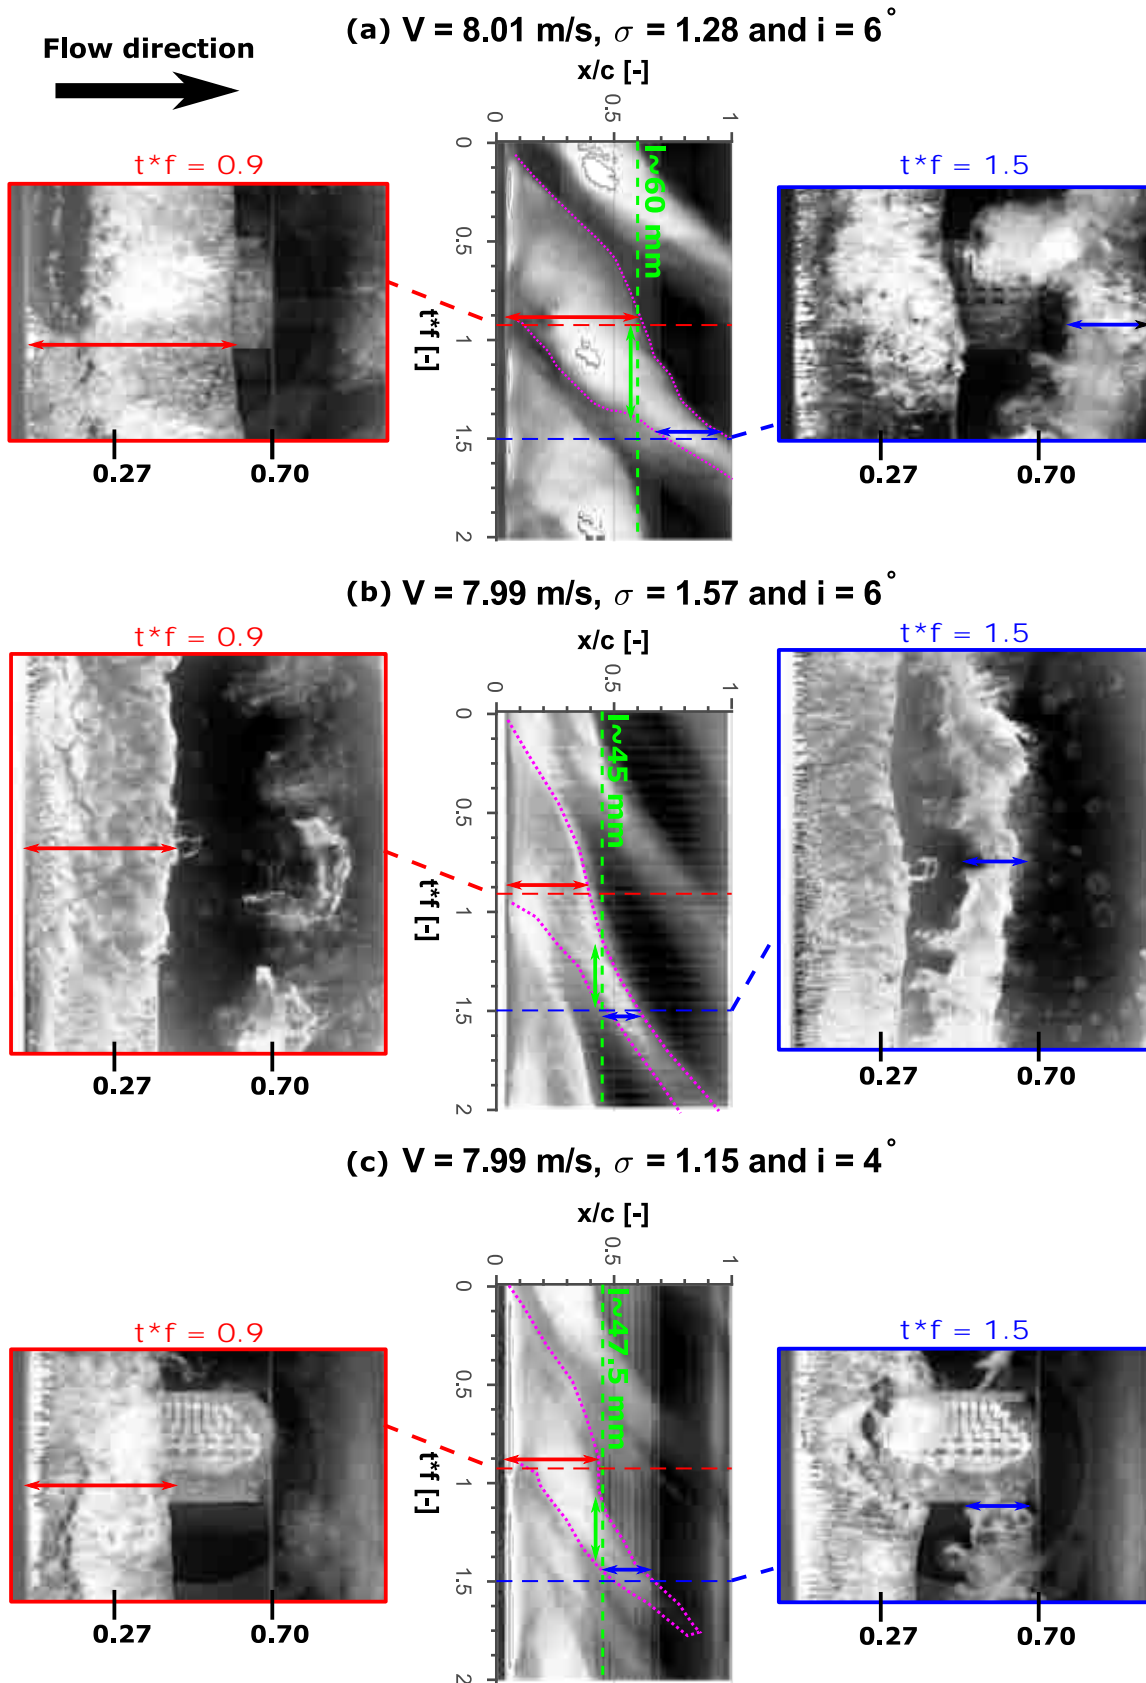 (a) V = 8.01 m/s, σ = 1.28 and i = 6°
Flow direction
x/c [-]
0 0.5 1
t*f = 0.9
t*f = 1.5
0
0.5
1
1.5
2
t*f [-]
l~60 mm
0.27 0.70
0.27 0.70
(b) V = 7.99 m/s, σ = 1.57 and i = 6°
t*f = 0.9
x/c [-]
t*f = 1.5
0 0.5 1
0
0.5
1
1.5
2
t*f [-]
l~45 mm
0.27 0.70
0.27 0.70
(c) V = 7.99 m/s, σ = 1.15 and i = 4°
x/c [-]
0 0.5 1
t*f = 0.9
t*f = 1.5
0
0.5
1
1.5
2
t*f [-]
l~47.5 mm
0.27 0.70
0.27 0.70